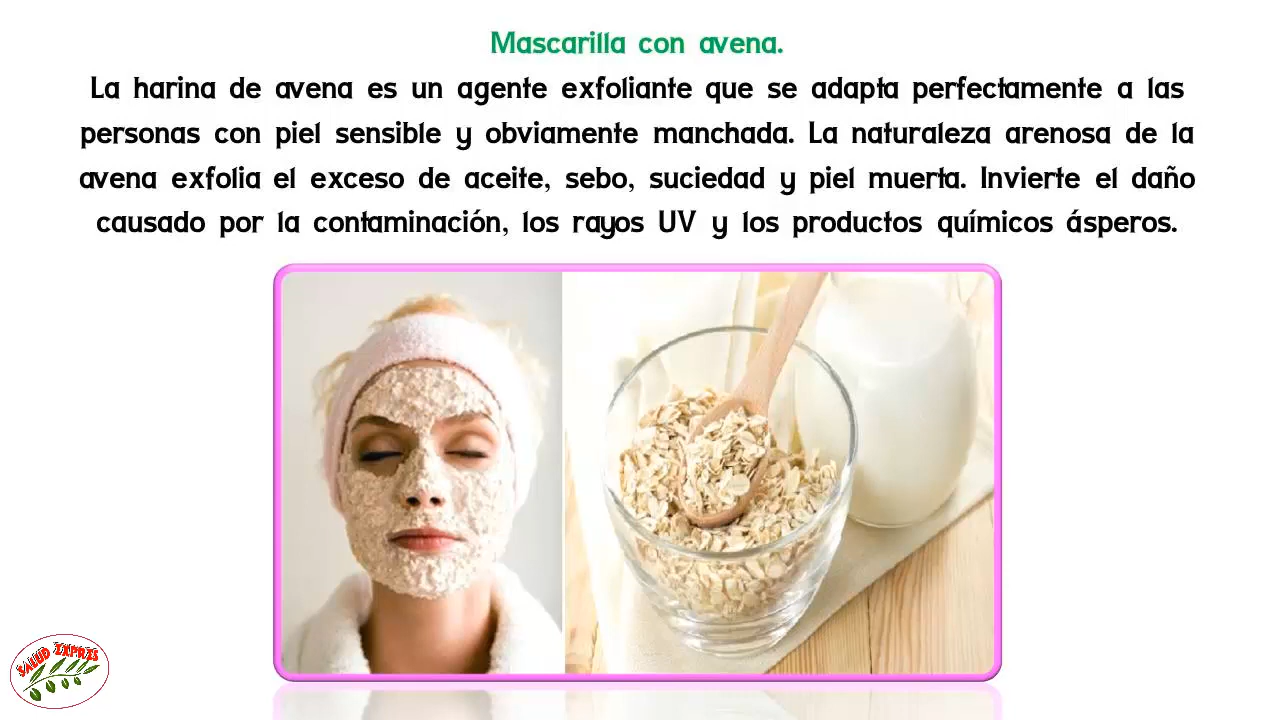 Mascarilla con avena.
La harina de avena es un agente exfoliante que se adapta perfectamente a las
personas con piel sensible y obviamente manchada. La naturaleza arenosa de la
avena exfolia el exceso de aceite, sebo, suciedad y piel muerta. Invierte el daño
causado por la contaminación, los rayos UV y los productos químicos ásperos.
SALUD EXPRÉS